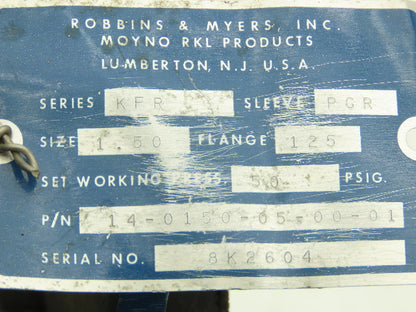 ROBBINS & MYERS, INC.
MOYNO RKL PRODUCTS
LUMBERTON, N.J. U.S.A.
SERIES KFR SLEEVE PGR
SIZE 1.50 FLANGE 125
SET WORKING PRESS. 50 PSIG.
P/N 14-0150-05-00-01
SERIAL NO. 8K2604